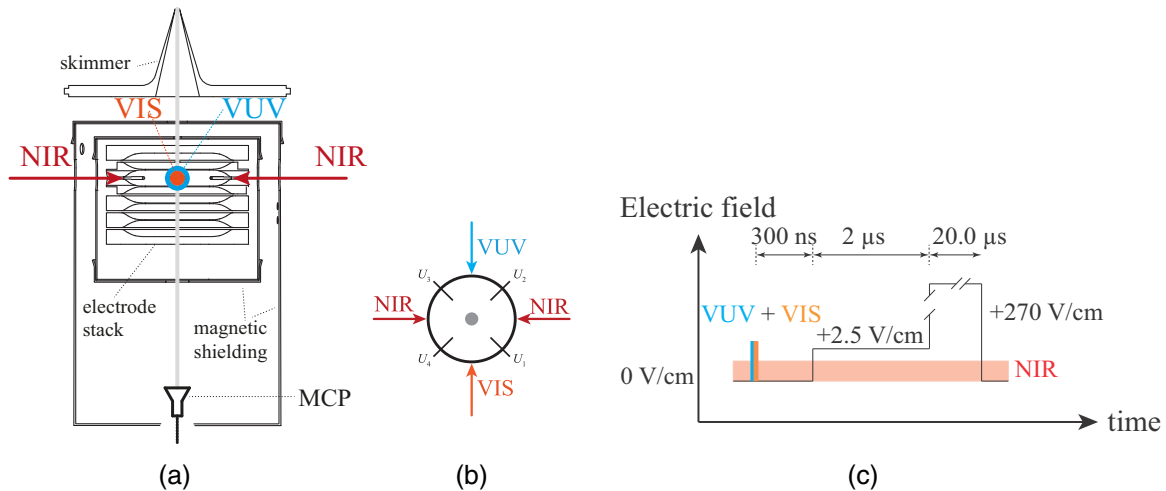 skimmer
VIS VUV
NIR NIR
electrode
stack
magnetic
shielding
MCP
(a)
VUV
U3 U2
NIR NIR
U4 U1
VIS
(b)
Electric field
300 ns 2 µs 20.0 µs
VUV + VIS
+2.5 V/cm
+270 V/cm
0 V/cm
NIR
time
(c)